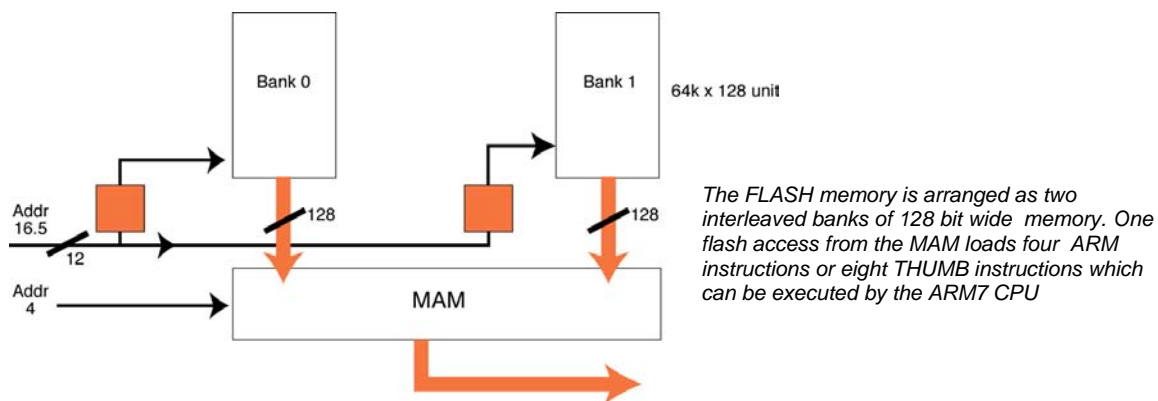 Bank 0
Bank 1
64k x 128 unit
Addr
16.5
12
128
128
Addr
4
MAM
The FLASH memory is arranged as two
interleaved banks of 128 bit wide memory. One
flash access from the MAM loads four ARM
instructions or eight THUMB instructions which
can be executed by the ARM7 CPU